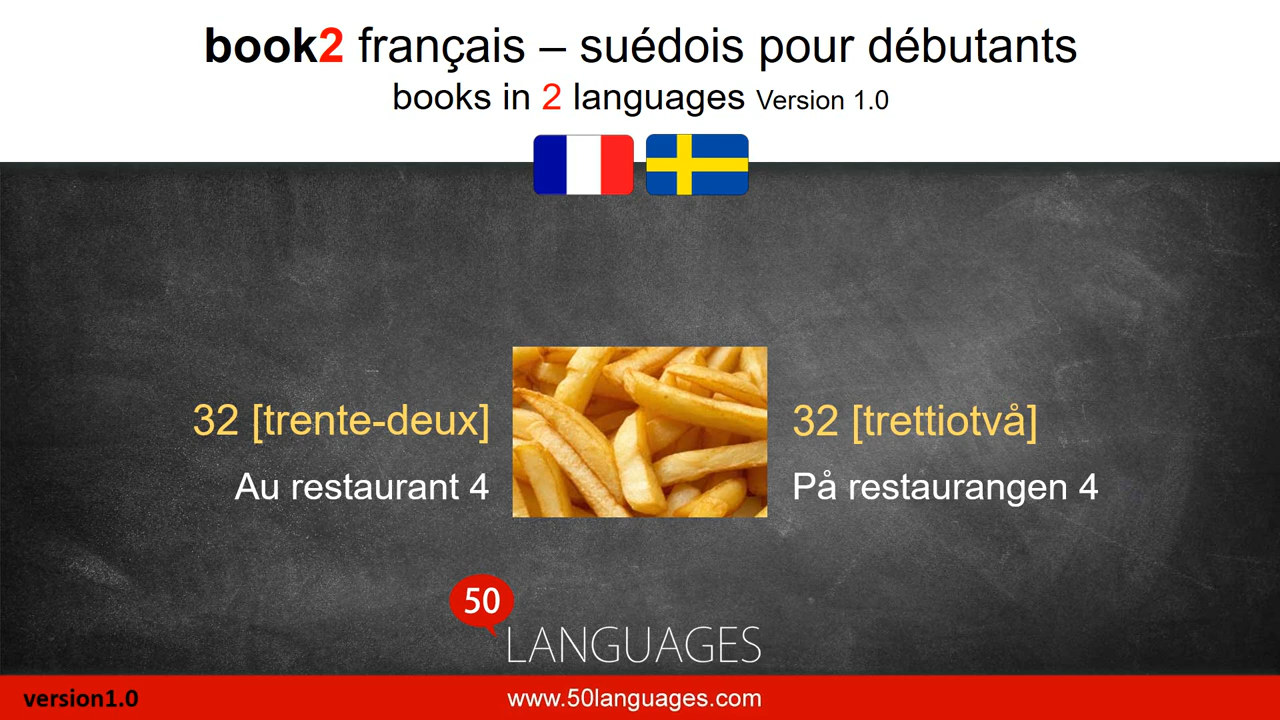 book2 français – suédois pour débutants
books in 2 languages Version 1.0
32 [trente-deux]
Au restaurant 4
32 [trettiotvå]
På restaurangen 4
50
LANGUAGES
version1.0
www.50languages.com